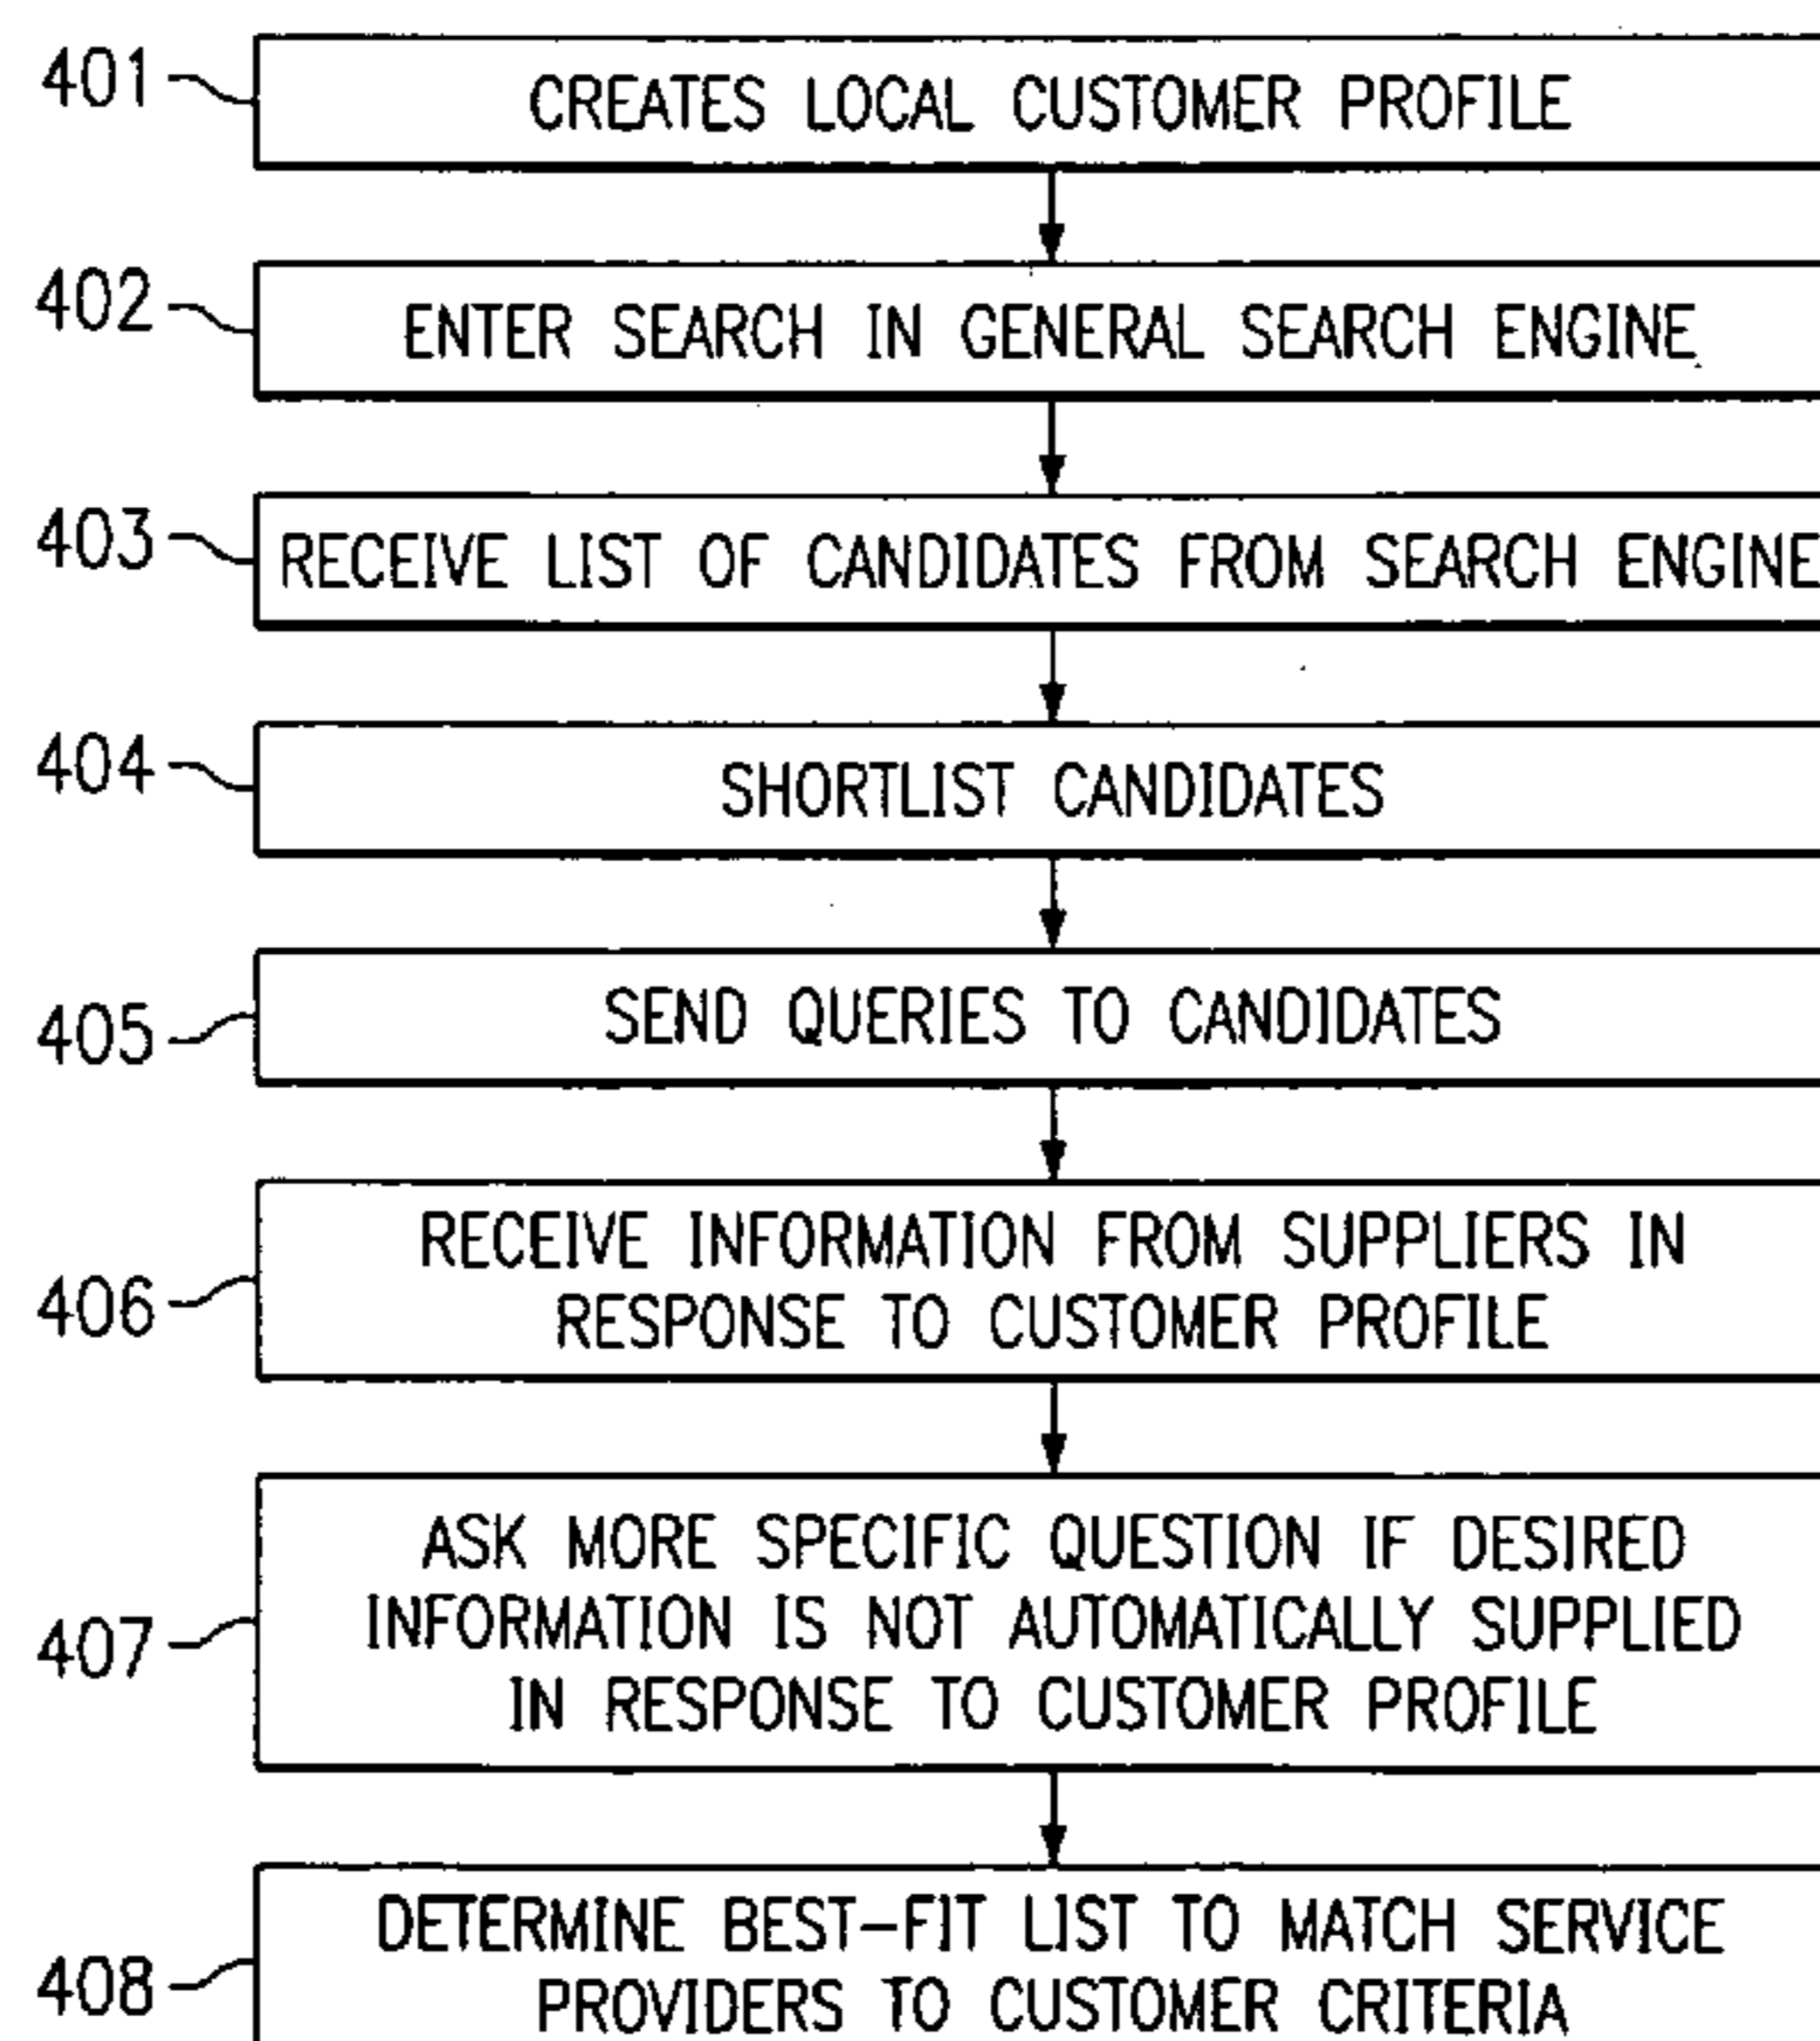 401 CREATES LOCAL CUSTOMER PROFILE
402 ENTER SEARCH IN GENERAL SEARCH ENGINE
403 RECEIVE LIST OF CANDIDATES FROM SEARCH ENGINE
404 SHORTLIST CANDIDATES
405 SEND QUERIES TO CANDIDATES
RECEIVE INFORMATION FROM SUPPLIERS IN
406 RESPONSE TO CUSTOMER PROFILE
ASK MORE SPECIFIC QUESTION IF DESIRED
407 INFORMATION IS NOT AUTOMATICALLY SUPPLIED
IN RESPONSE TO CUSTOMER PROFILE
DETERMINE BEST-FIT LIST TO MATCH SERVICE
408 PROVIDERS TO CUSTOMER CRITERIA